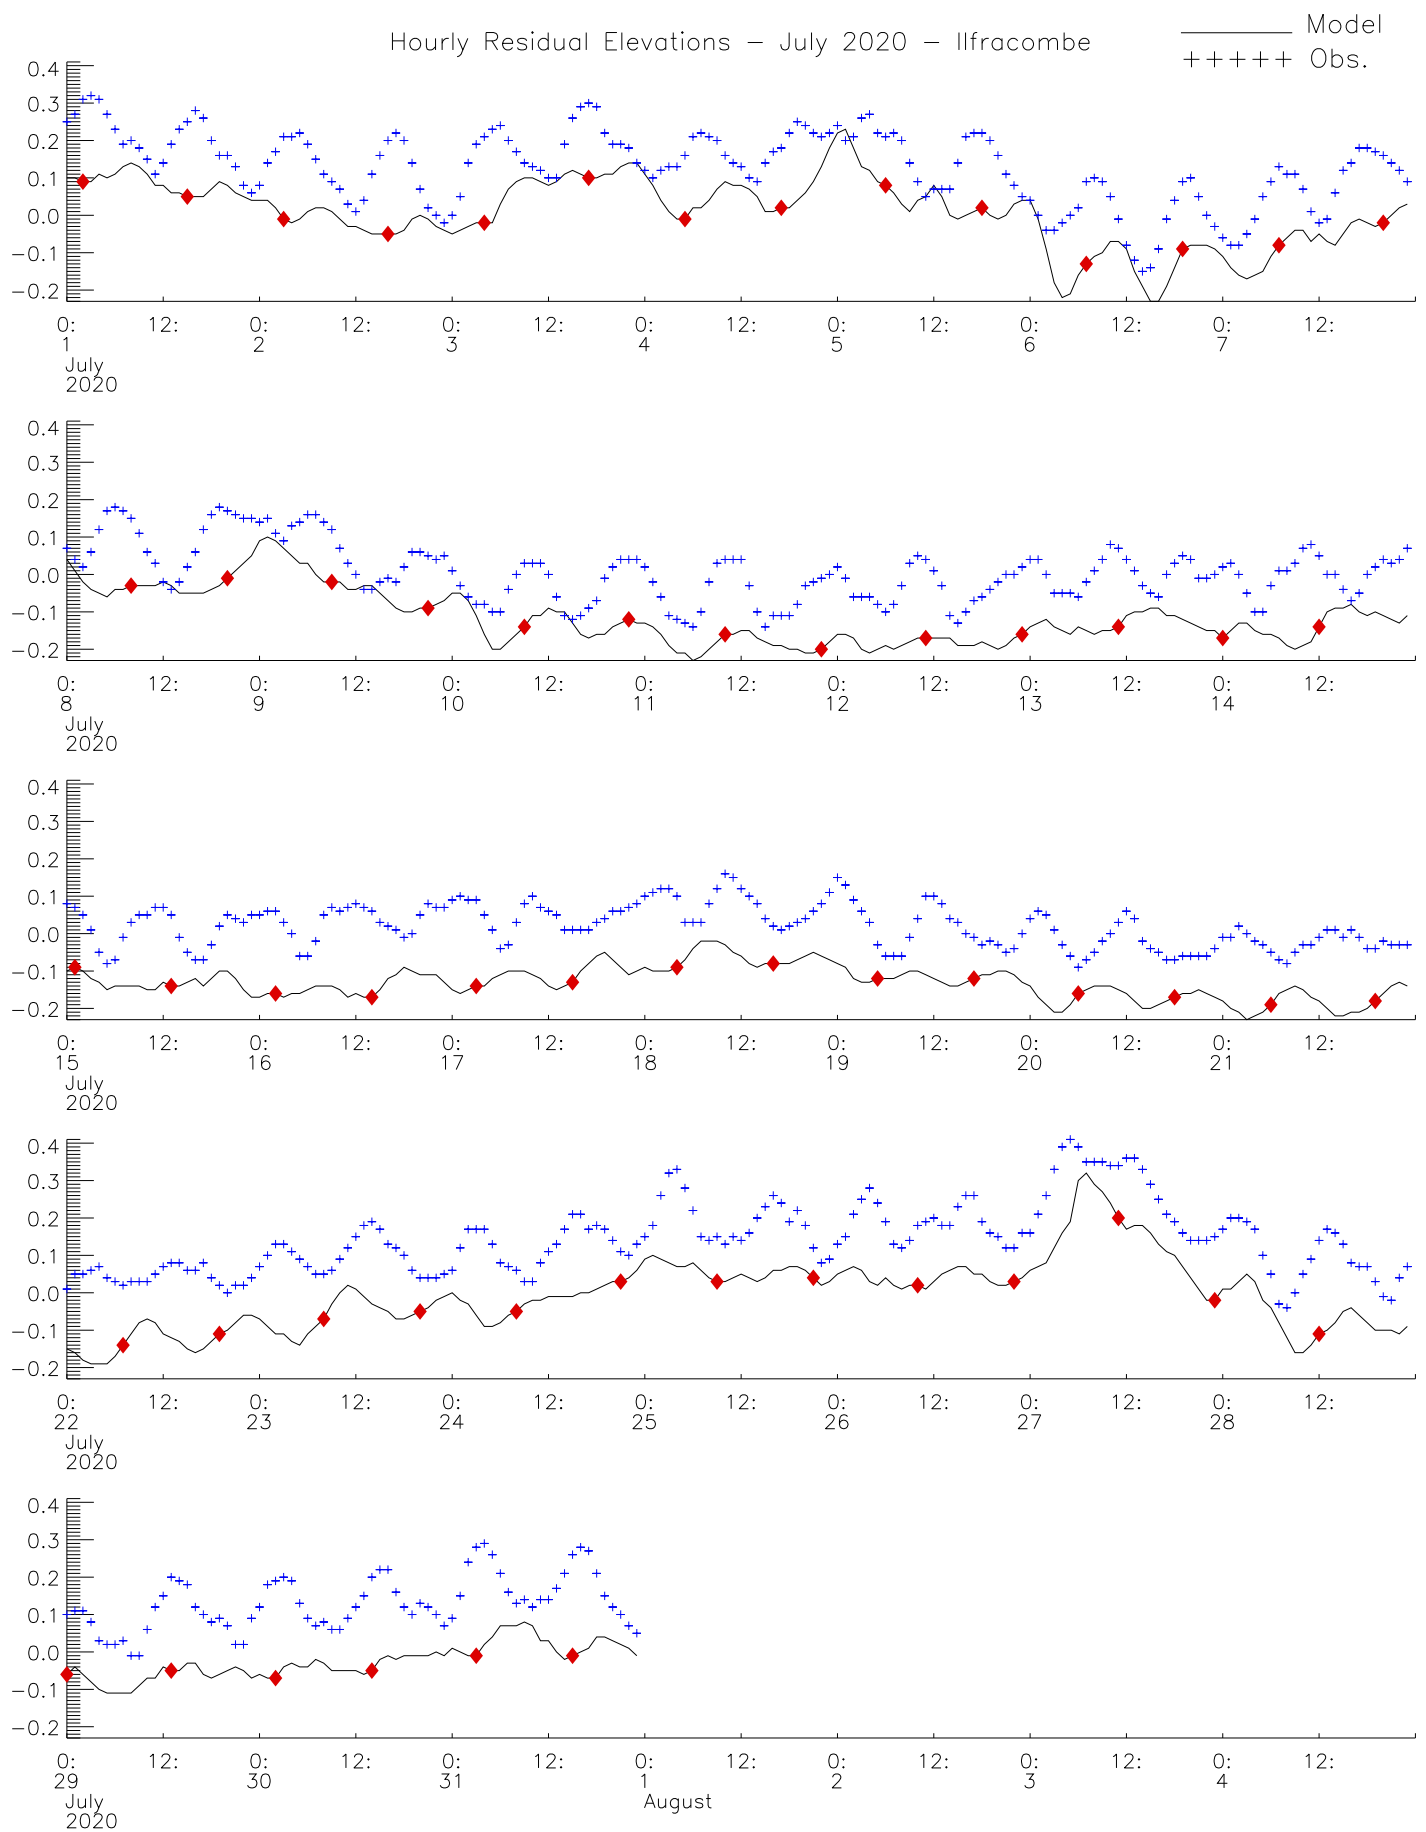 Hourly Residual Elevations – July 2020 – Ilfracombe
Model
+++++ Obs.
0.4
0.3
0.2
0.1
0.0
−0.1
−0.2
0: 12: 0: 12: 0: 12: 0: 12: 0: 12: 0: 12: 0: 12:
1 2 3 4 5 6 7
July
2020
0.4
0.3
0.2
0.1
0.0
−0.1
−0.2
0: 12: 0: 12: 0: 12: 0: 12: 0: 12: 0: 12: 0: 12:
8 9 10 11 12 13 14
July
2020
0.4
0.3
0.2
0.1
0.0
−0.1
−0.2
0: 12: 0: 12: 0: 12: 0: 12: 0: 12: 0: 12: 0: 12:
15 16 17 18 19 20 21
July
2020
0.4
0.3
0.2
0.1
0.0
−0.1
−0.2
0: 12: 0: 12: 0: 12: 0: 12: 0: 12: 0: 12: 0: 12:
22 23 24 25 26 27 28
July
2020
0.4
0.3
0.2
0.1
0.0
−0.1
−0.2
0: 12: 0: 12: 0: 12: 0: 12: 0: 12: 0: 12: 0: 12:
29 30 31 1 2 3 4
July August
2020